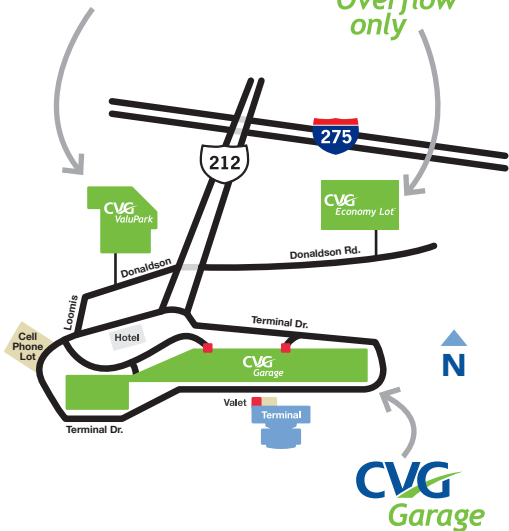 Overflow
only
275
212
CVG
ValuPark
CVG
Economy Lot
Donaldson Rd.
Donaldson
Loomis
Terminal Dr.
Cell
Phone
Lot
Hotel
CVG
Garage
N
Valet
Terminal
Terminal Dr.
CVG
Garage